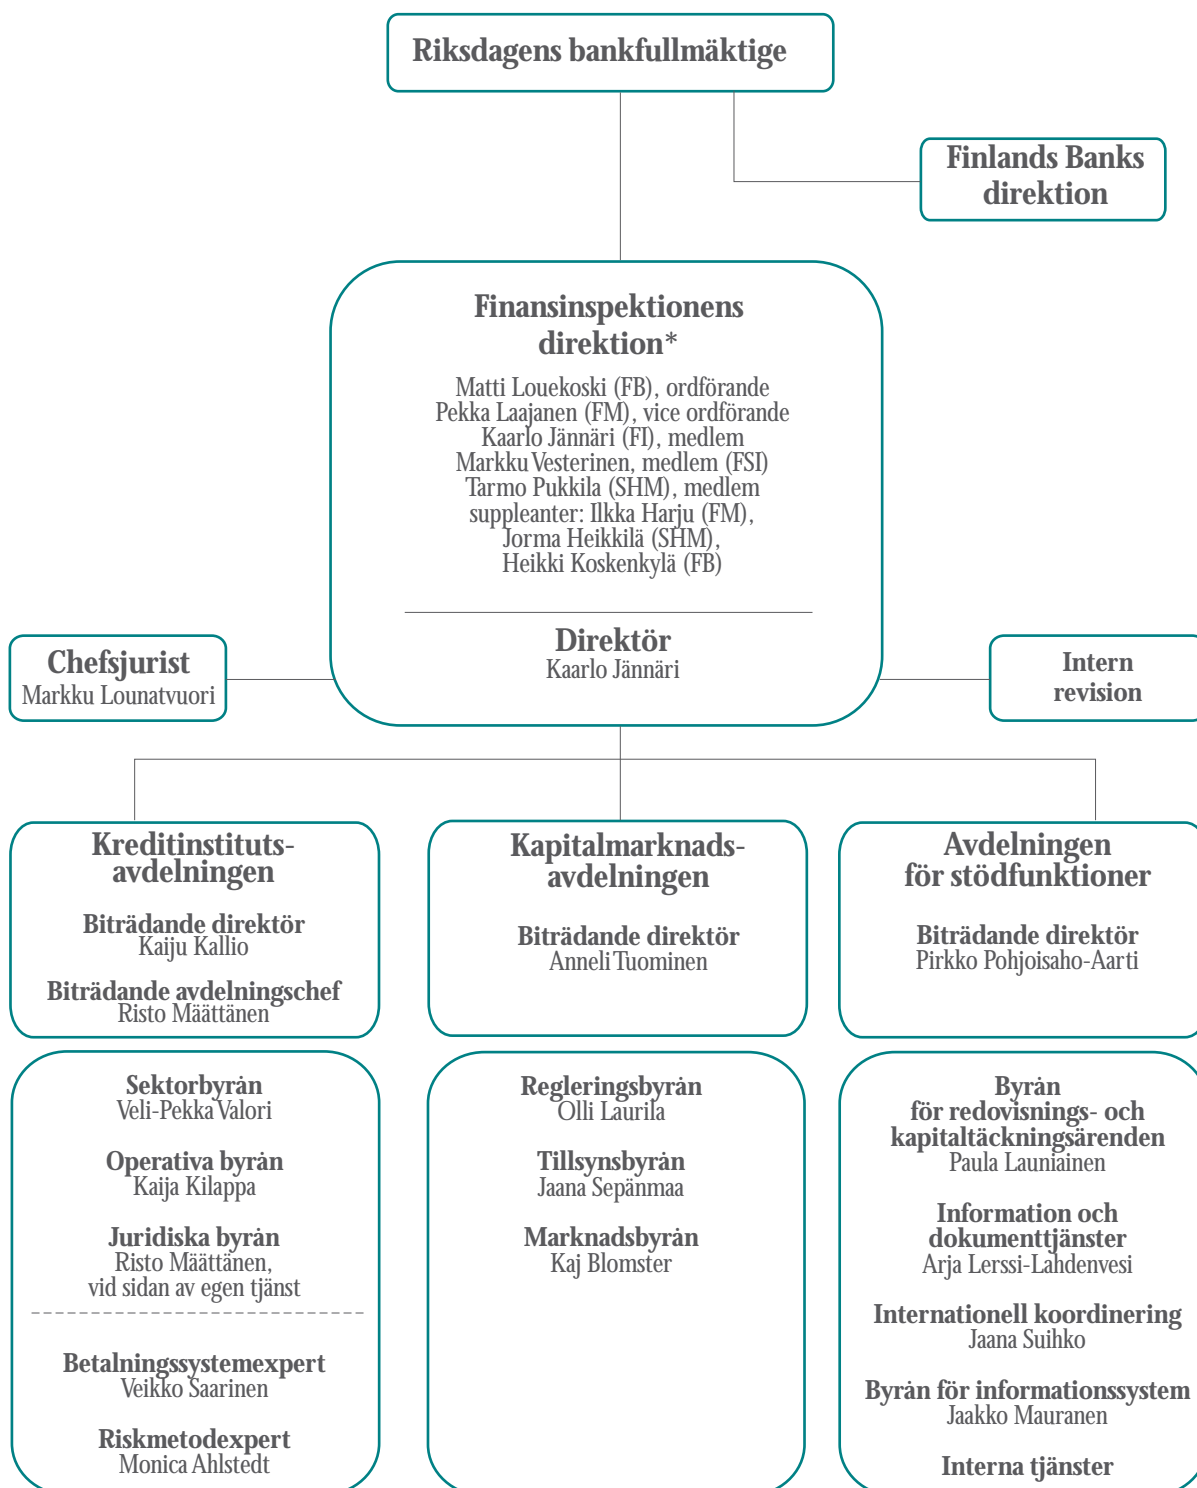 Riksdagens bankfullmäktige
Finlands Banks
direktion
Finansinspektionens
direktion*
Matti Louekoski (FB), ordförande
Pekka Laajanen (FM), vice ordförande
Kaarlo Jännäri (FI), medlem
Markku Vesterinen, medlem (FSI)
Tarmo Pukkila (SHM), medlem
suppleanter: Ilkka Harju (FM),
Jorma Heikkilä (SHM),
Heikki Koskenkylä (FB)
Direktör
Kaarlo Jännäri
Chefsjurist
Markku Lounatvuori
Intern
revision
Kreditinstituts-
avdelningen
Biträdande direktör
Kaiju Kallio
Biträdande avdelningschef
Risto Määttänen
Kapitalmarknads-
avdelningen
Biträdande direktör
Anneli Tuominen
Avdelningen
för stödfunktioner
Biträdande direktör
Pirkko Pohjoisaho-Aarti
Sektorbyrån
Veli-Pekka Valori
Operativa byrån
Kaija Kilappa
Juridiska byrån
Risto Määttänen,
vid sidan av egen tjänst
Betalningssystemexpert
Veikko Saarinen
Riskmetodexpert
Monica Ahlstedt
Regleringsbyrån
Olli Laurila
Tillsynsbyrån
Jaana Sepänmaa
Marknadsbyrån
Kaj Blomster
Byrån
för redovisnings- och
kapitaltäckningsärenden
Paula Launiainen
Information och
dokumenttjänster
Arja Lerssi-Lahdenvesi
Internationell koordinering
Jaana Suihko
Byrån för informationssystem
Jaakko Mauranen
Interna tjänster